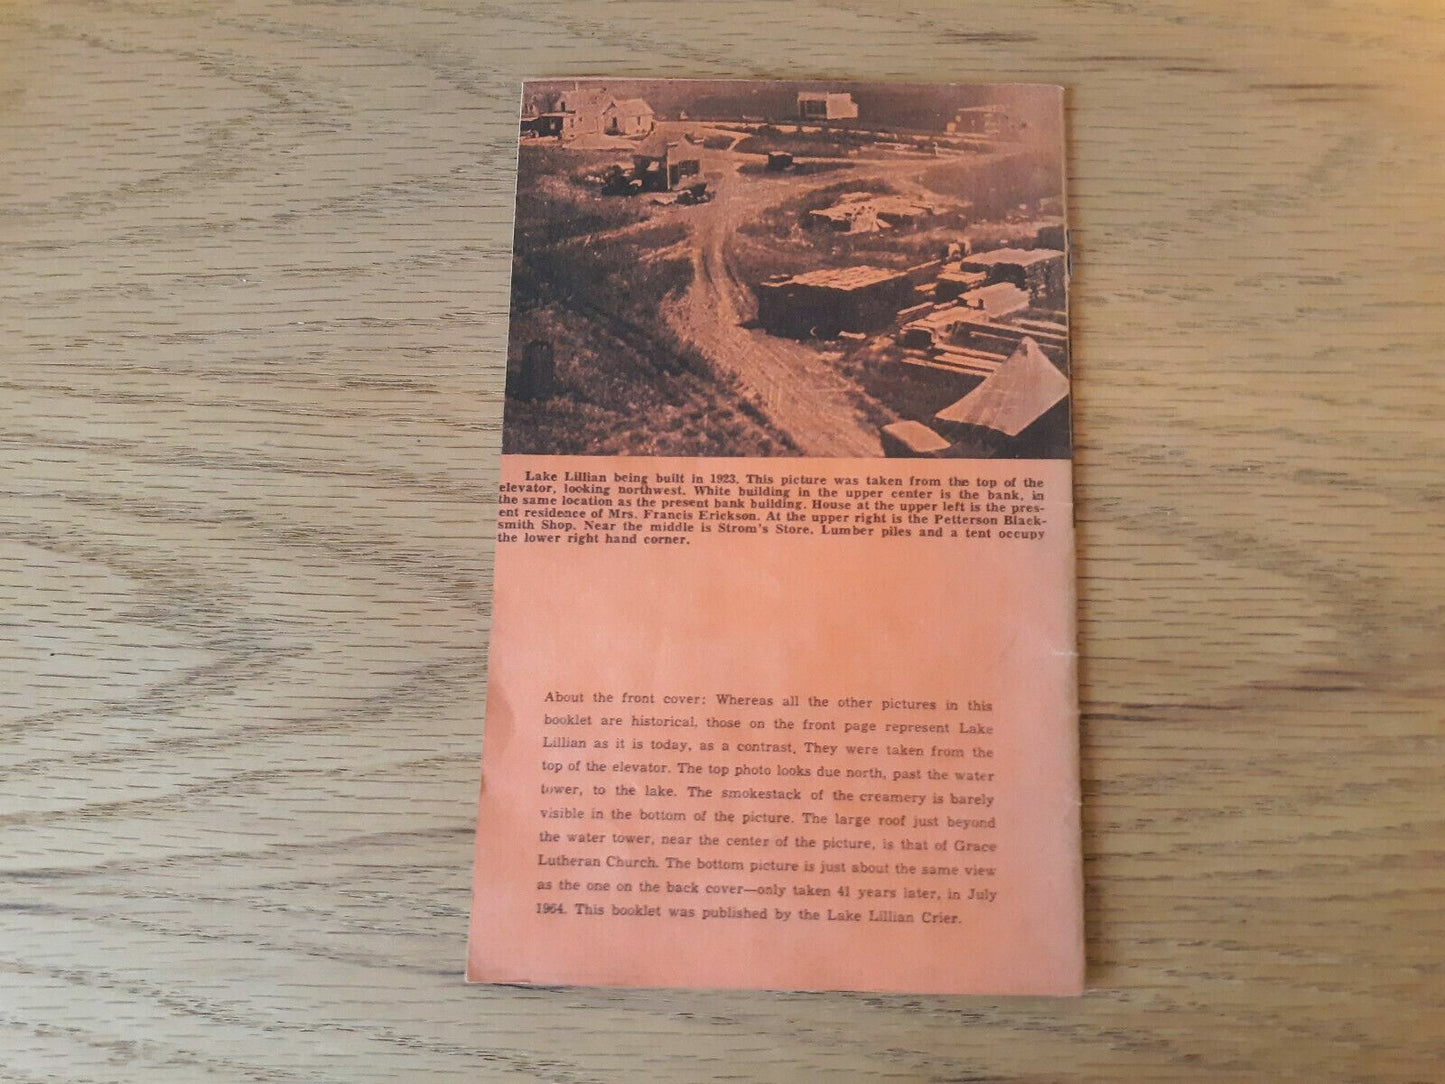 Lake Lillian being built in 1923. This picture was taken from the top of the
elevator, looking northwest. White building in the upper center is the bank, in
the same location as the present bank building. House at the upper left is the pres-
ent residence of Mrs. Francis Erickson. At the upper right is the Petterson Black-
smith Shop. Near the middle is Strom's Store. Lumber piles and a tent occupy
the lower right hand corner.
About the front cover: Whereas all the other pictures in this
booklet are historical, those on the front page represent Lake
Lillian as it is today, as a contrast. They were taken from the
top of the elevator. The top photo looks due north, past the water
tower, to the lake. The smokestack of the creamery is barely
visible in the bottom of the picture. The large roof just beyond
the water tower, near the center of the picture, is that of Grace
Lutheran Church. The bottom picture is just about the same view
as the one on the back cover—only taken 41 years later, in July
1964. This booklet was published by the Lake Lillian Crier.